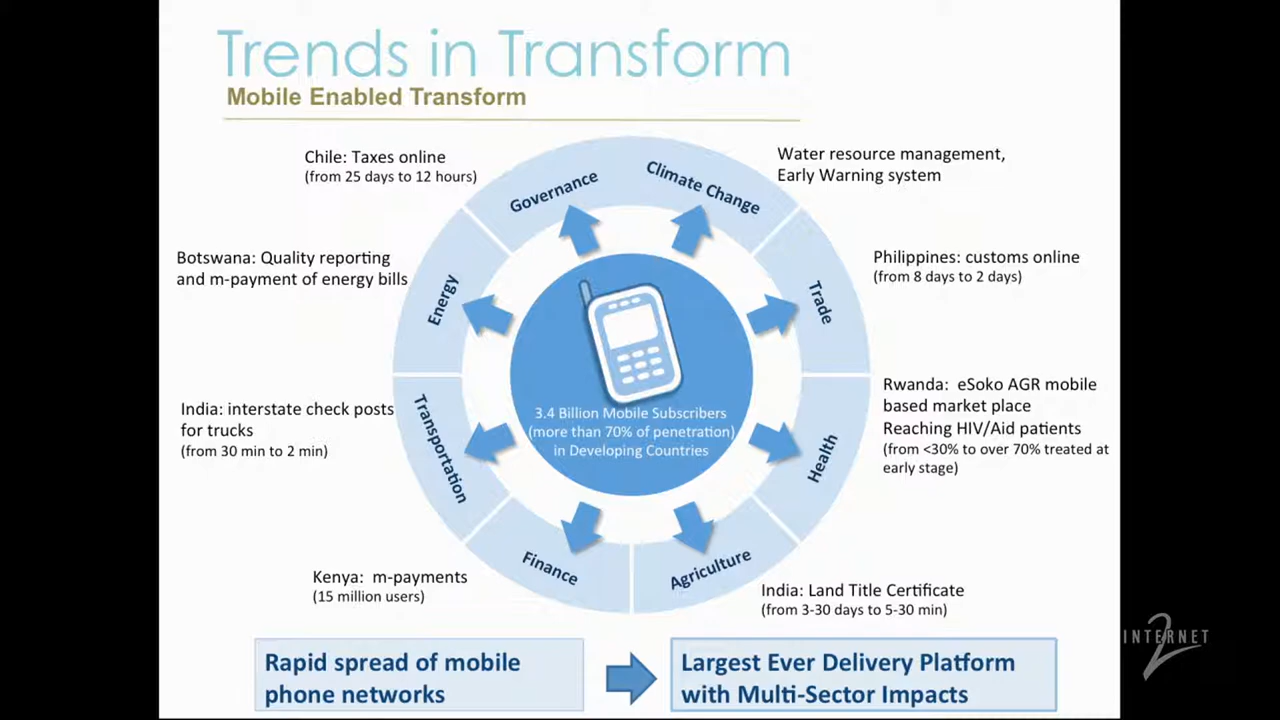 Trends in Transform
Mobile Enabled Transform
Chile: Taxes online
(from 25 days to 12 hours)
Governance
Climate Change
Water resource management,
Early Warning system
Botswana: Quality reporting
and m-payment of energy bills
Energy
Trade
Philippines: customs online
(from 8 days to 2 days)
3.4 Billion Mobile Subscribers
(more than 70% of penetration)
in Developing Countries
India: interstate check posts
for trucks
(from 30 min to 2 min)
Transportation
Health
Rwanda: eSoko AGR mobile
based market place
Reaching HIV/Aid patients
(from <30% to over 70% treated at
early stage)
Kenya: m-payments
(15 million users)
Finance
Agriculture
India: Land Title Certificate
(from 3-30 days to 5-30 min)
Rapid spread of mobile
phone networks
Largest Ever Delivery Platform
with Multi-Sector Impacts
INTERNET
2